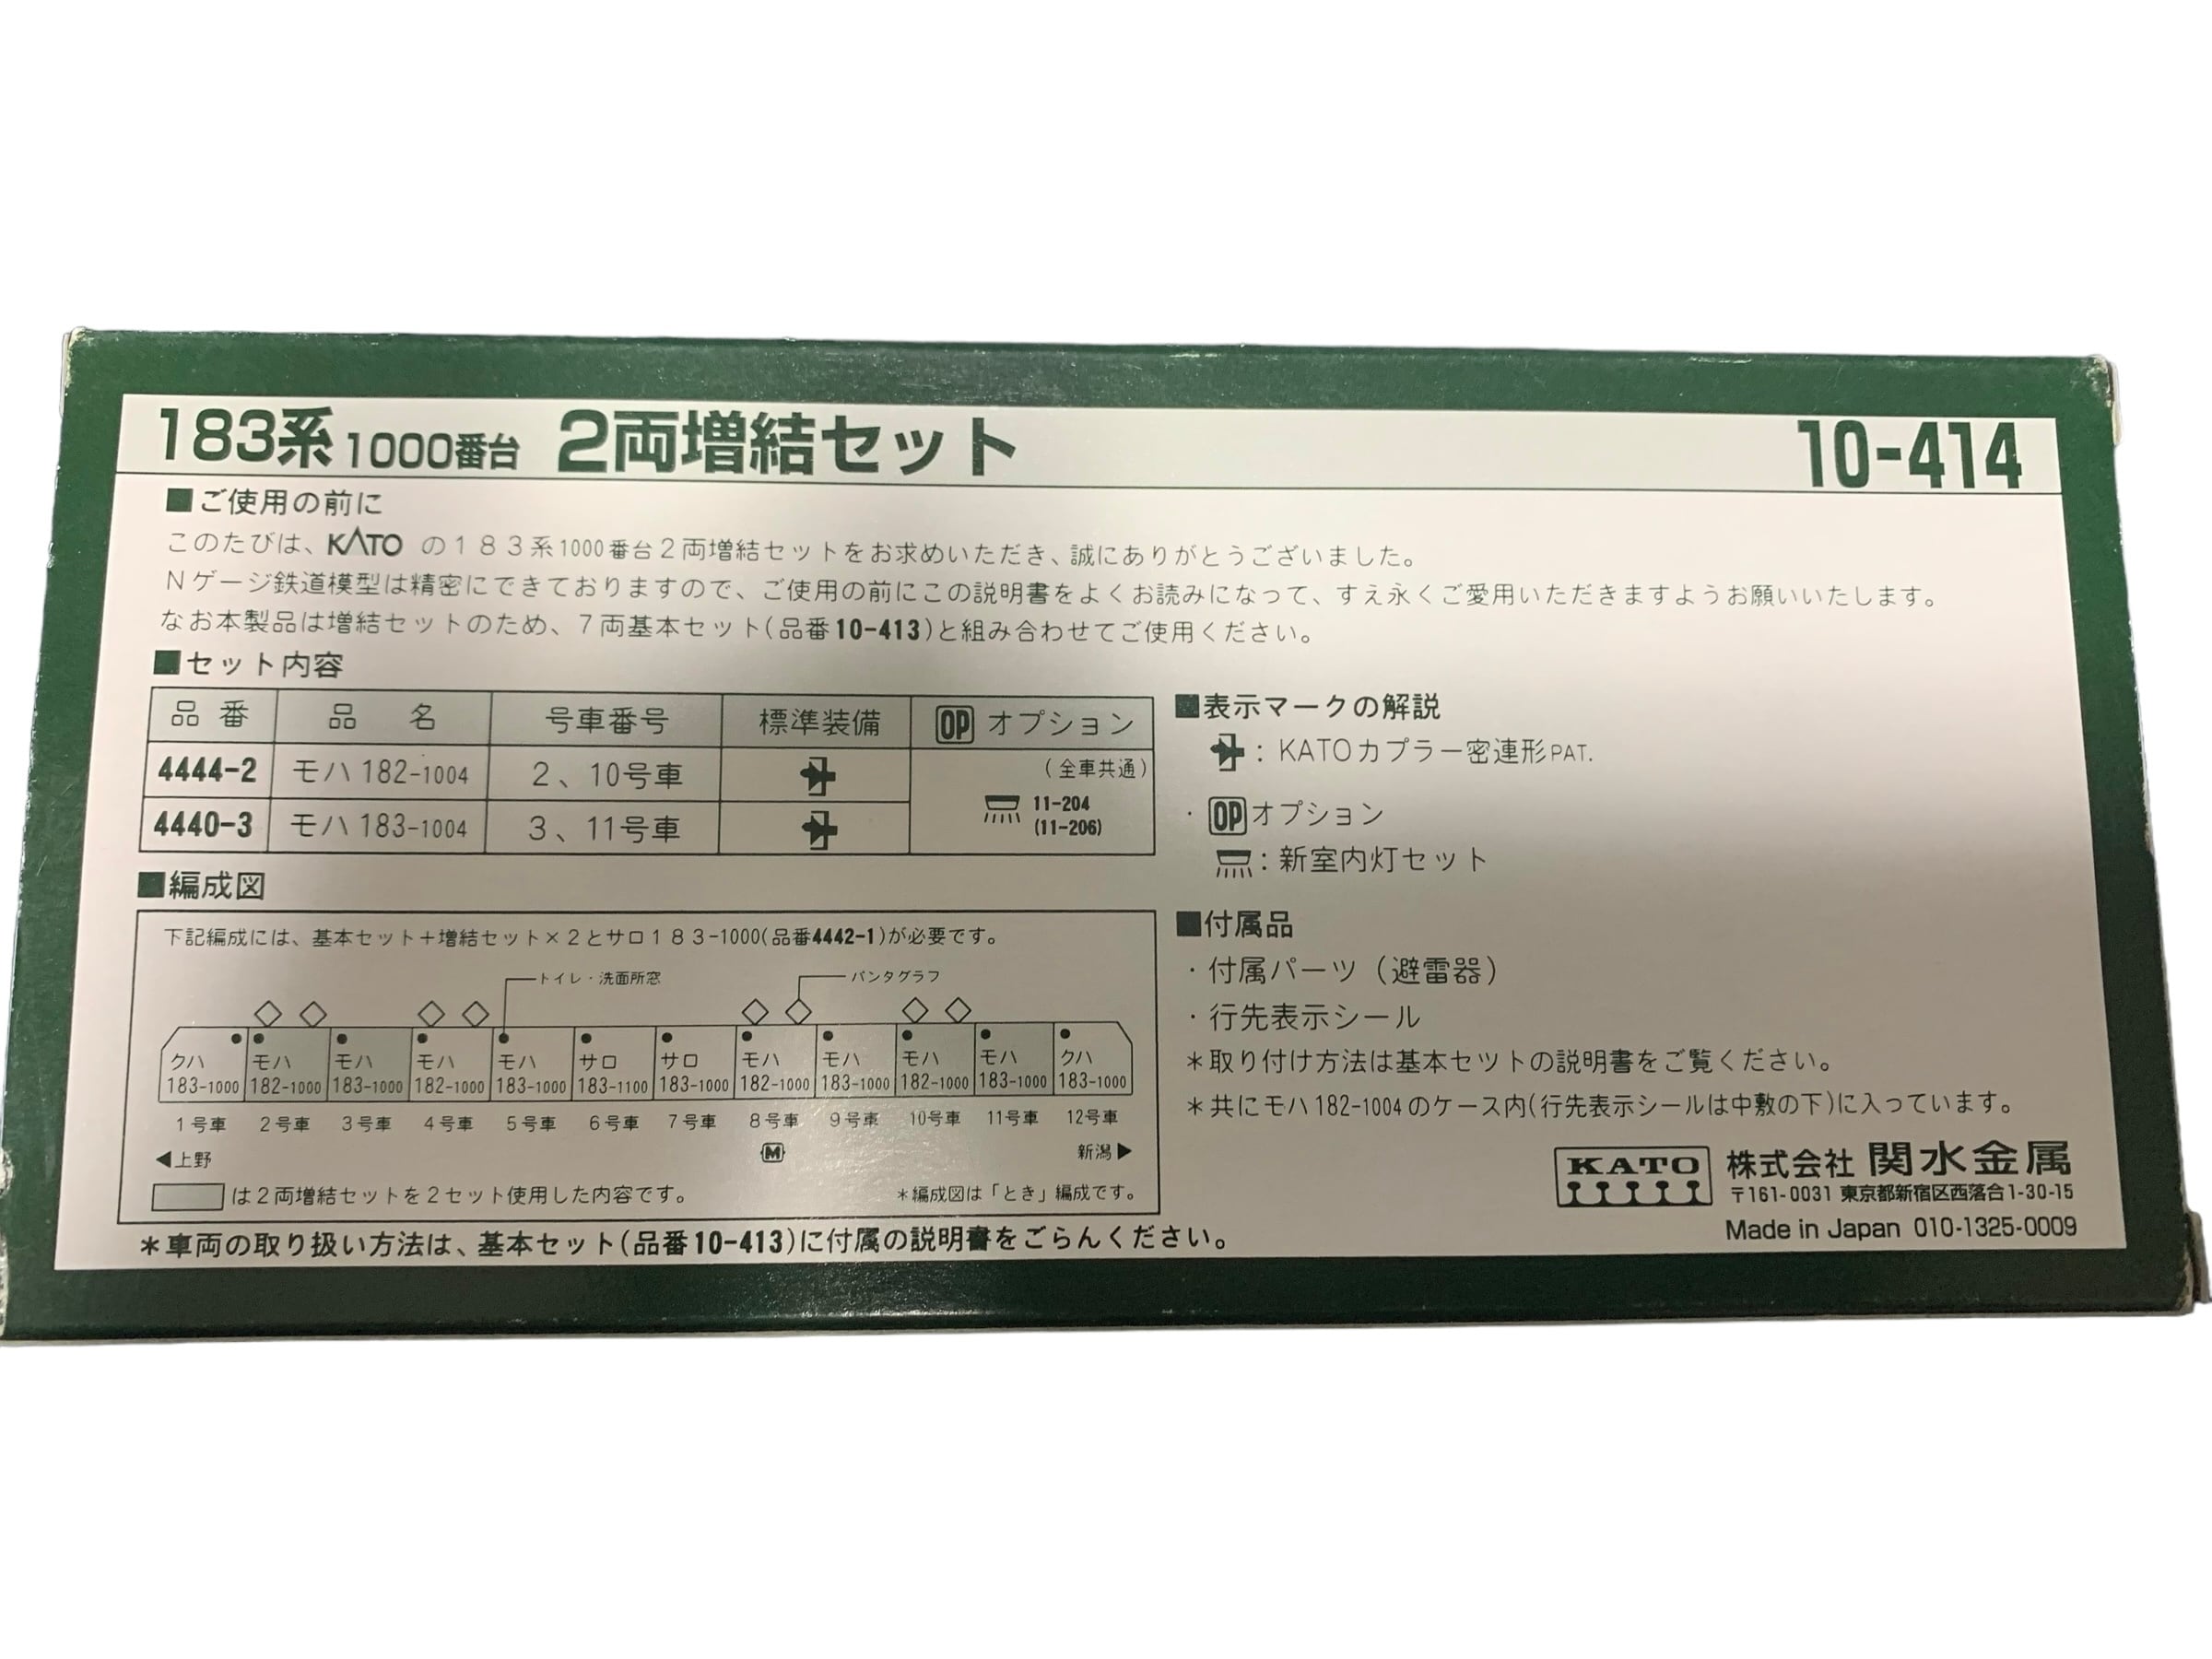 183系 1000番台 2両増結セット 10-414
■ご使用の前に
このたびは、KATO の183系1000番台2両増結セットをお求めいただき、誠にありがとうございました。
Nゲージ鉄道模型は精密にできておりますので、ご使用の前にこの説明書をよくお読みになって、すえ永くご愛用いただきますようお願いいたします。
なお本製品は増結セットのため、7両基本セット(品番10-413)と組み合わせてご使用ください。
■セット内容
品番 品名 号車番号 標準装備 OP オプション
4444-2 モハ182-1004 2、10号車
4440-3 モハ183-1004 3、11号車
(全車共通)
11-204
(11-206)
■編成図
下記編成には、基本セット+増結セット×2とサロ183-1000(品番4442-1)が必要です。
トイレ・洗面所窓 パンタグラフ
クハ モハ モハ モハ モハ サロ サロ モハ モハ モハ モハ クハ
183-1000 182-1000 183-1000 182-1000 183-1000 183-1100 183-1000 182-1000 183-1000 182-1000 183-1000 183-1000
1号車 2号車 3号車 4号車 5号車 6号車 7号車 8号車 9号車 10号車 11号車 12号車
◀上野 M 新潟▶
は2両増結セットを2セット使用した内容です。 *編成図は「とき」編成です。
*車両の取り扱い方法は、基本セット(品番10-413)に付属の説明書をごらんください。
■表示マークの解説
: KATOカプラー密連形PAT.
・OPオプション
: 新室内灯セット
■付属品
・付属パーツ(避雷器)
・行先表示シール
*取り付け方法は基本セットの説明書をご覧ください。
*共にモハ182-1004のケース内(行先表示シールは中敷の下)に入っています。
KATO 株式会社 関水金属
〒161-0031 東京都新宿区西落合1-30-15
Made in Japan 010-1325-0009